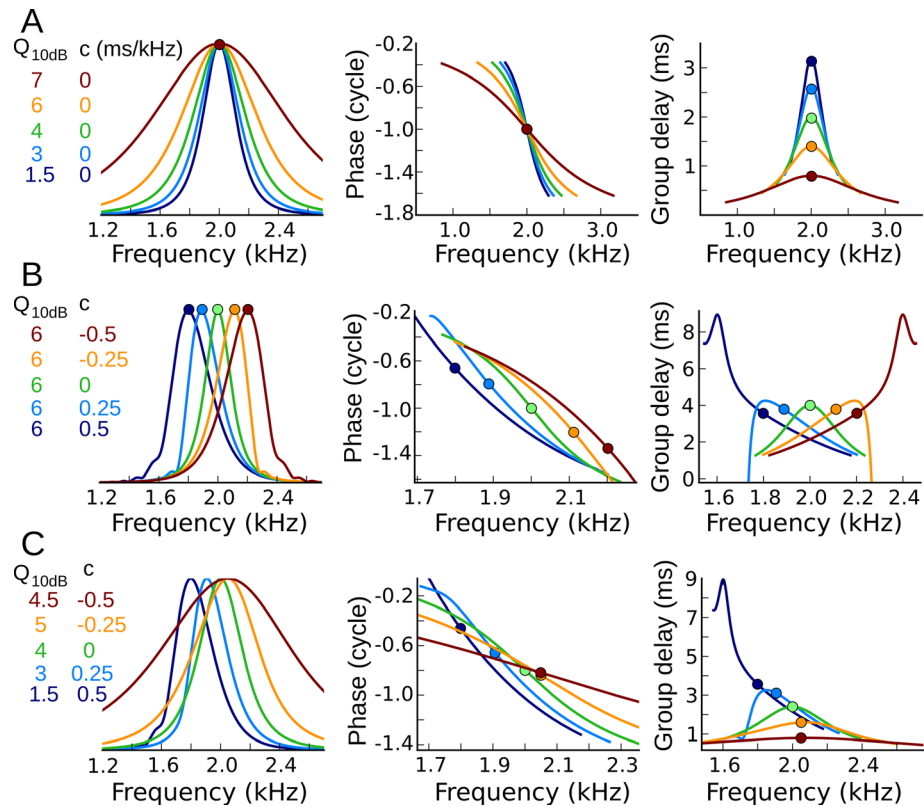 A
Q10dB c (ms/kHz)
7 0
6 0
4 0
3 0
1.5 0
1.2 1.6 2.0 2.4
Frequency (kHz)
Phase (cycle)
-0.2
-0.6
-1.0
-1.4
-1.8
1.0 2.0 3.0
Frequency (kHz)
Group delay (ms)
3
2
1
1.0 2.0 3.0
Frequency (kHz)
B
Q10dB c
6 -0.5
6 -0.25
6 0
6 0.25
6 0.5
1.2 1.6 2.0 2.4
Frequency (kHz)
Phase (cycle)
-0.2
-0.6
-1.0
-1.4
1.7 1.9 2.1
Frequency (kHz)
Group delay (ms)
8
6
4
2
0
1.6 1.8 2.0 2.2 2.4
Frequency (kHz)
C
Q10dB c
4.5 -0.5
5 -0.25
4 0
3 0.25
1.5 0.5
1.2 1.6 2.0 2.4
Frequency (kHz)
Phase (cycle)
-0.2
-0.6
-1.0
-1.4
1.7 1.9 2.1 2.3
Frequency (kHz)
Group delay (ms)
9
7
5
3
1
1.6 2.0 2.4
Frequency (kHz)